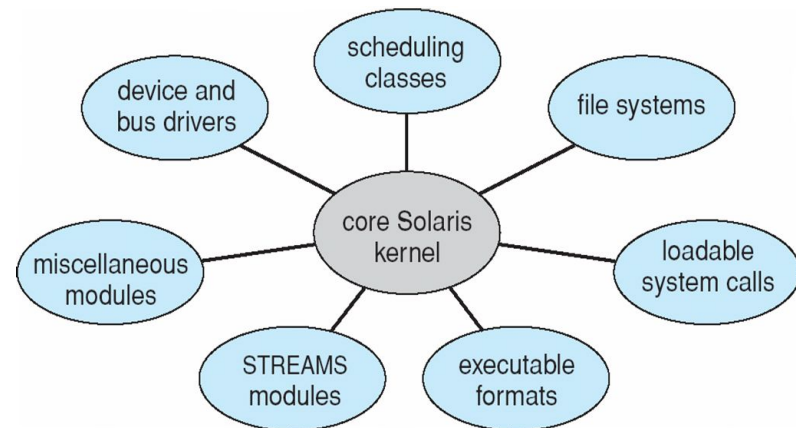 scheduling
classes
device and
bus drivers
file systems
core Solaris
kernel
miscellaneous
modules
loadable
system calls
STREAMS
modules
executable
formats